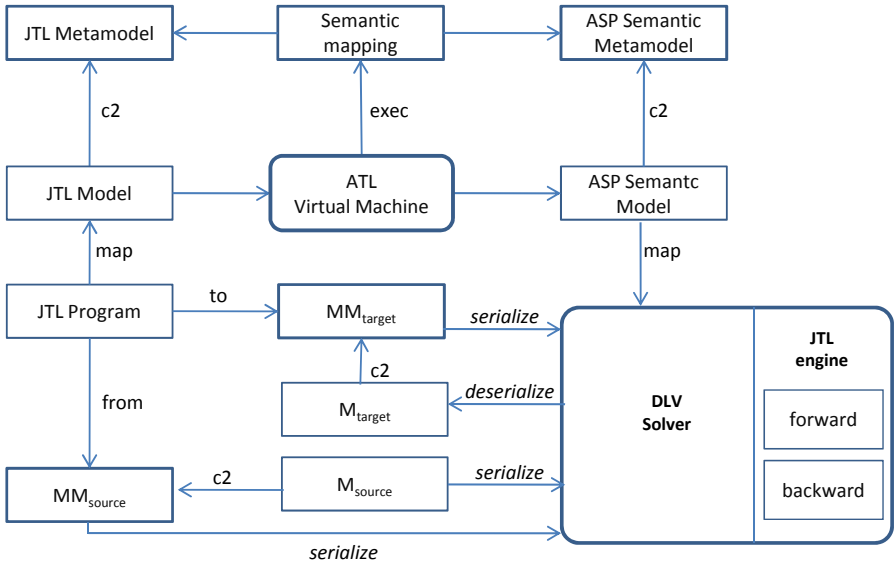 JTL Metamodel
Semantic
mapping
ASP Semantic
Metamodel
c2
exec
c2
JTL Model
ATL
Virtual Machine
ASP Semantc
Model
map
map
JTL Program
to
MMtarget
serialize
JTL
engine
c2
from
deserialize
Mtarget
DLV
Solver
forward
MMsource
c2
Msource
serialize
backward
serialize